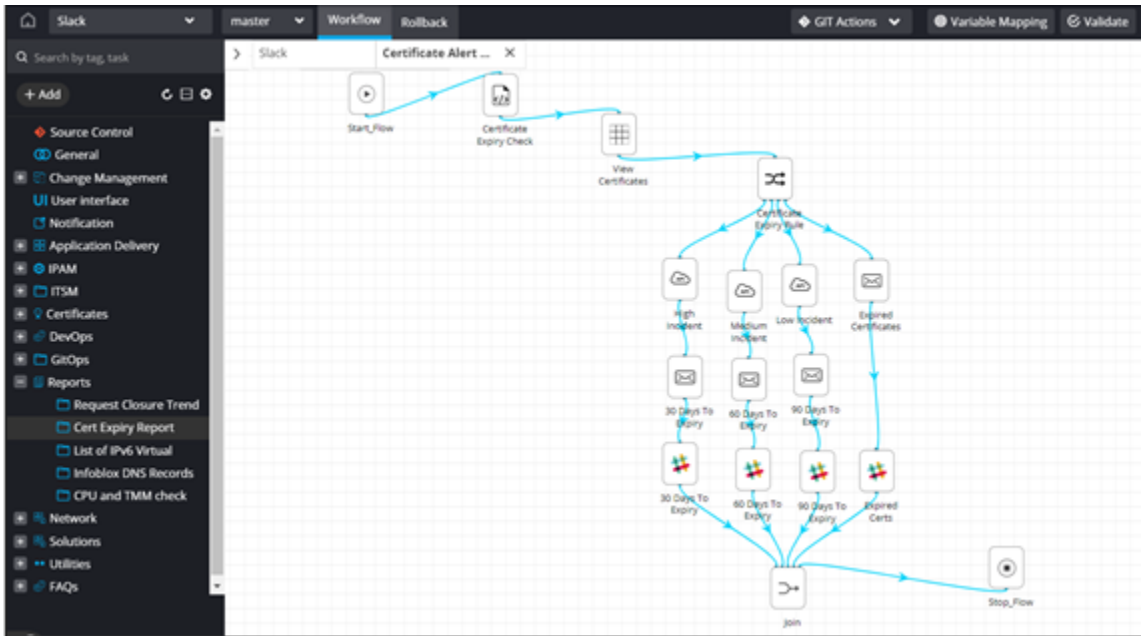 Slack
master
Workflow
Rollback
GIT Actions
Variable Mapping
Validate
Search by tag, task
+ Add
Source Control
General
Change Management
User interface
Notification
Application Delivery
IPAM
ITSM
Certificates
DevOps
GitOps
Reports
Request Closure Trend
Cert Expiry Report
List of IPv6 Virtual
Infoblox DNS Records
CPU and TMM check
Network
Solutions
Utilities
FAQs
Slack
Certificate Alert ...
Start_Flow
Certificate
Expiry Check
View
Certificates
Certificate
Expiry Rule
High
Incident
Medium
Incident
Low Incident
Expired
Certificates
30 Days To
Expiry
60 Days To
Expiry
90 Days To
Expiry
30 Days To
Expiry
60 Days To
Expiry
90 Days To
Expiry
Expired
Certs
Join
Stop_Flow